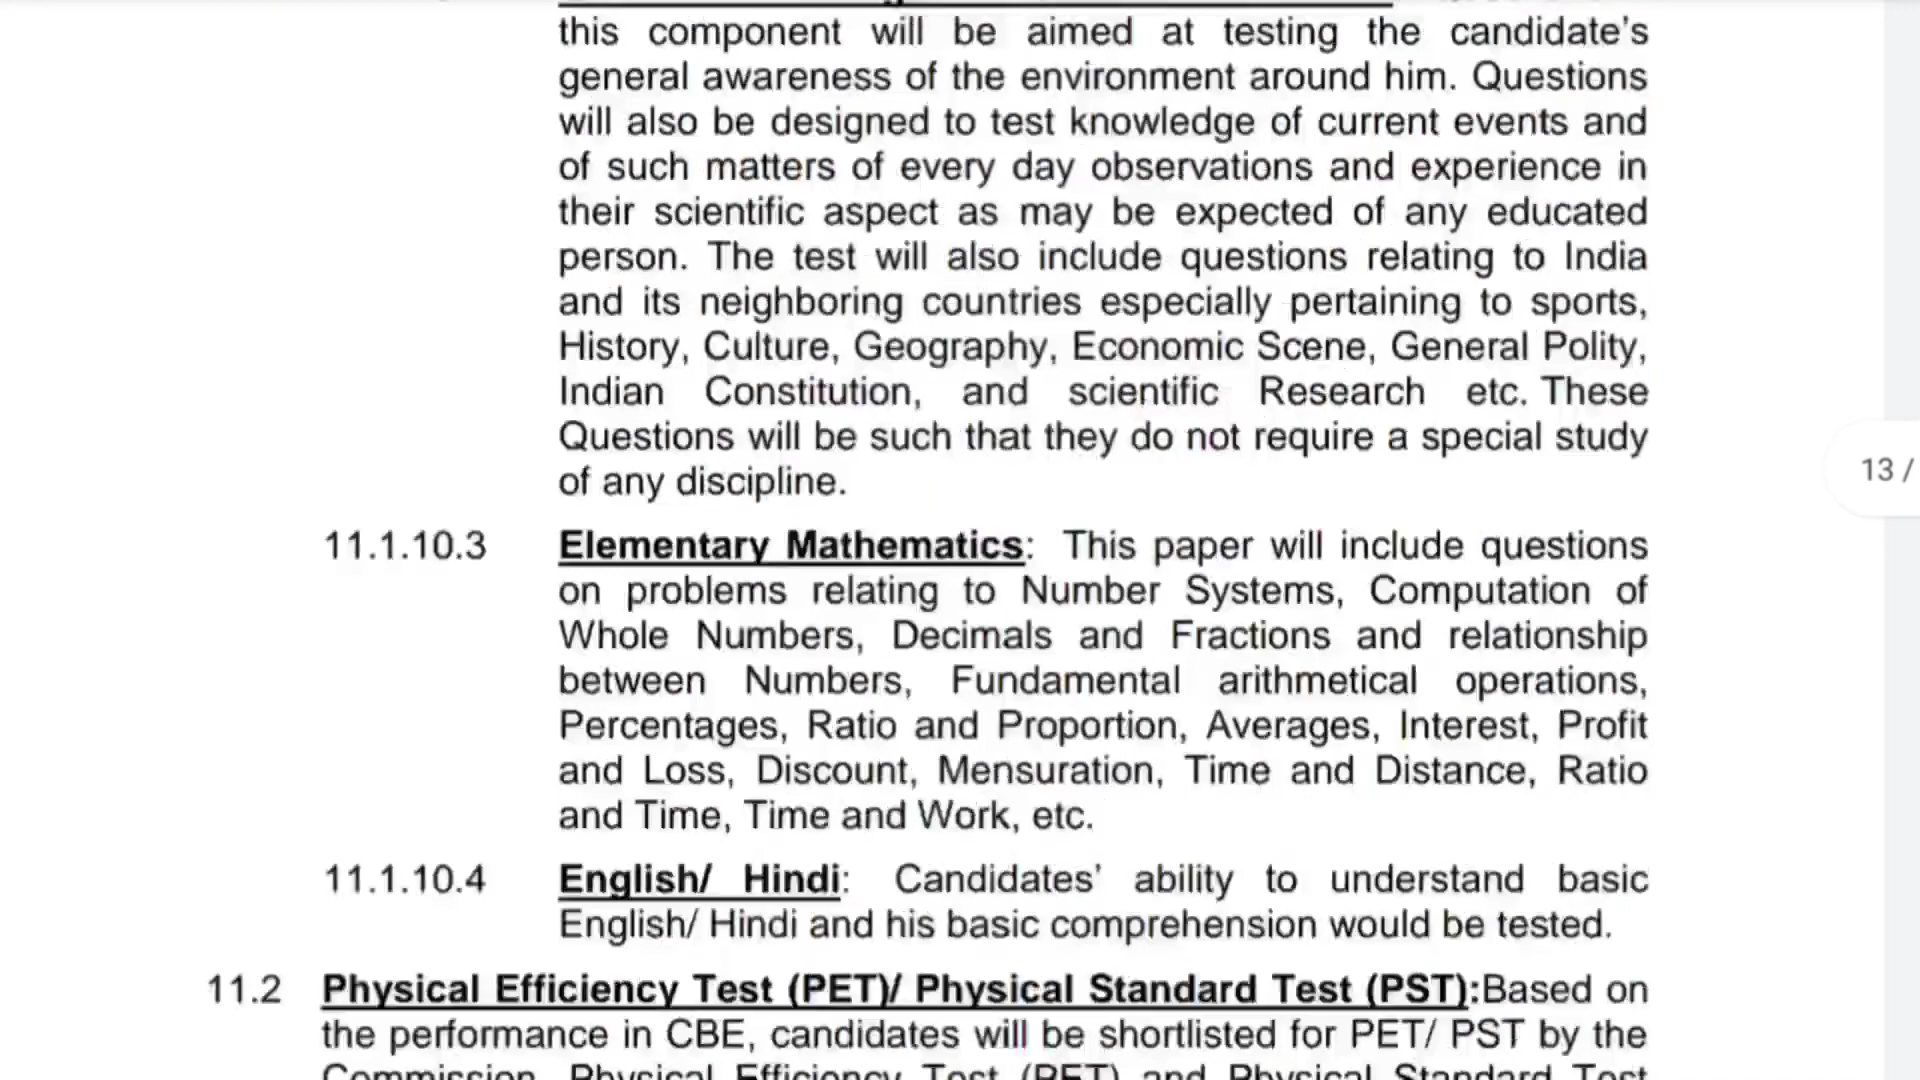 this component will be aimed at testing the candidate's
general awareness of the environment around him. Questions
will also be designed to test knowledge of current events and
of such matters of every day observations and experience in
their scientific aspect as may be expected of any educated
person. The test will also include questions relating to India
and its neighboring countries especially pertaining to sports,
History, Culture, Geography, Economic Scene, General Polity,
Indian Constitution, and scientific Research etc. These
Questions will be such that they do not require a special study
of any discipline.
13 /
11.1.10.3 Elementary Mathematics: This paper will include questions
on problems relating to Number Systems, Computation of
Whole Numbers, Decimals and Fractions and relationship
between Numbers, Fundamental arithmetical operations,
Percentages, Ratio and Proportion, Averages, Interest, Profit
and Loss, Discount, Mensuration, Time and Distance, Ratio
and Time, Time and Work, etc.
11.1.10.4 English/ Hindi: Candidates' ability to understand basic
English/ Hindi and his basic comprehension would be tested.
11.2 Physical Efficiency Test (PET)/ Physical Standard Test (PST):Based on
the performance in CBE, candidates will be shortlisted for PET/ PST by the
Commission. Physical Efficiency Test (PET) and Physical Standard Test